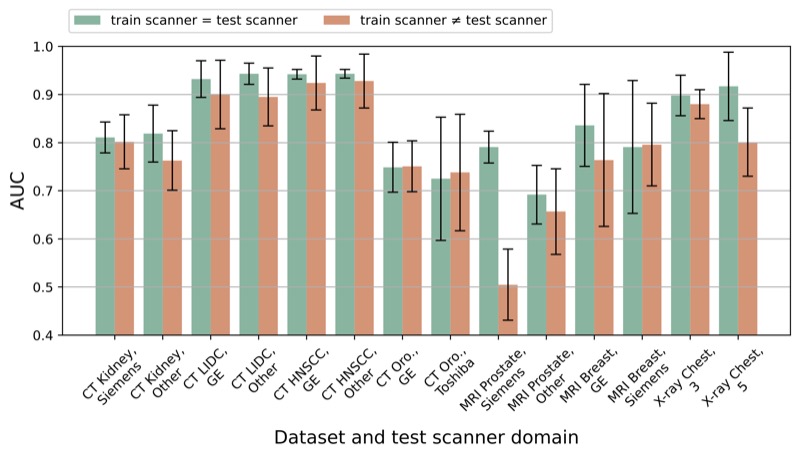 train scanner = test scanner
train scanner ≠ test scanner
1.0
0.9
0.8
0.7
0.6
0.5
0.4
AUC
CT Kidney,
Siemens
CT Kidney,
Other
CT LIDC,
GE
CT LIDC,
Other
CT HNSCC,
GE
CT HNSCC,
Other
CT Oro.,
GE
CT Oro.,
Toshiba
MRI Prostate,
Siemens
MRI Prostate,
Other
MRI Breast,
GE
MRI Breast,
Siemens
X-ray Chest,
3
X-ray Chest,
5
Dataset and test scanner domain